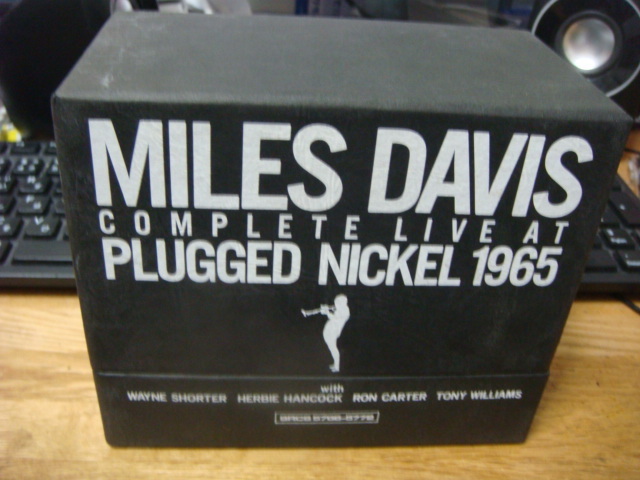 MILES DAVIS
COMPLETE LIVE AT
PLUGGED NICKEL 1965
with
WAYNE SHORTER HERBIE HANCOCK RON CARTER TONY WILLIAMS